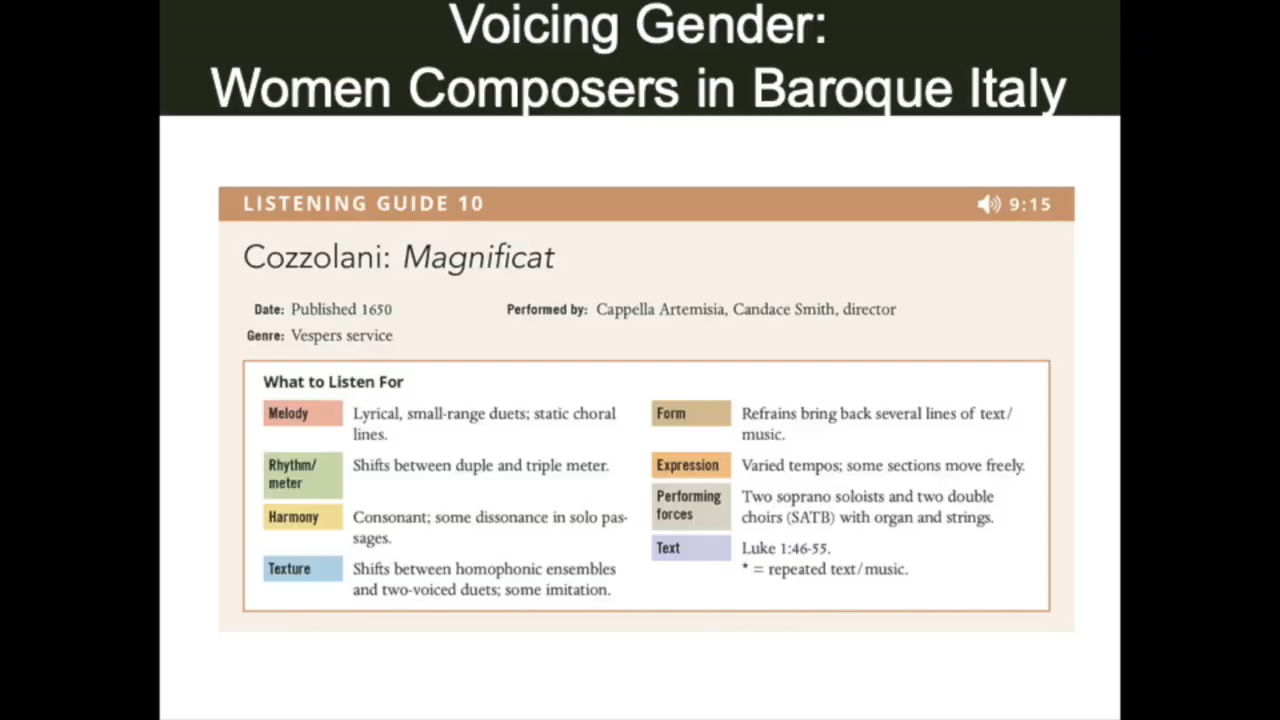 Voicing Gender:
Women Composers in Baroque Italy
LISTENING GUIDE 10
9:15
Cozzolani: Magnificat
Date: Published 1650
Performed by: Cappella Artemisia, Candace Smith, director
Genre: Vespers service
What to Listen For
Melody
Lyrical, small-range duets; static choral
lines.
Rhythm/
meter
Shifts between duple and triple meter.
Harmony
Consonant; some dissonance in solo pas-
sages.
Texture
Shifts between homophonic ensembles
and two-voiced duets; some imitation.
Form
Refrains bring back several lines of text/
music.
Expression
Varied tempos; some sections move freely.
Performing
forces
Two soprano soloists and two double
choirs (SATB) with organ and strings.
Text
Luke 1:46-55.
* = repeated text/music.